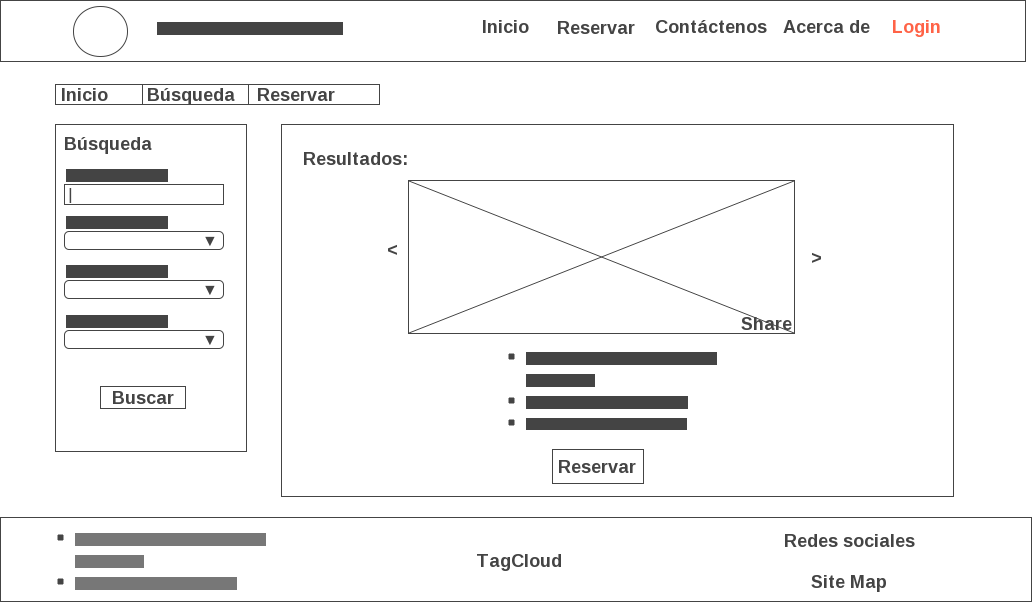 Inicio Reservar Contáctenos Acerca de Login
Inicio Búsqueda Reservar
Búsqueda
Buscar
Resultados:
< >
Share
Reservar
TagCloud
Redes sociales
Site Map